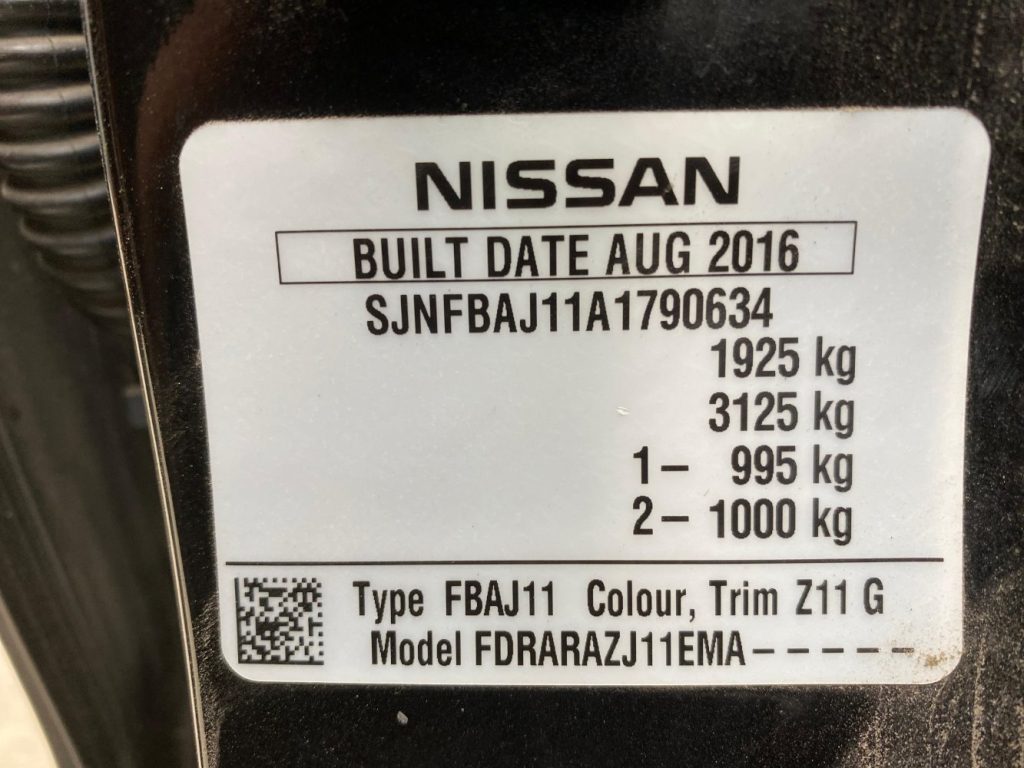 NISSAN
BUILT DATE AUG 2016
SJNFBAJ11A1790634
1925 kg
3125 kg
1– 995 kg
2– 1000 kg
Type FBAJ11 Colour, Trim Z11 G
Model FDRARAZJ11EMA–––––